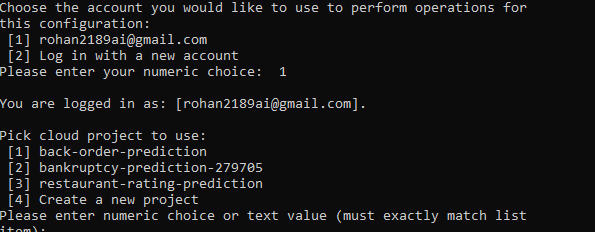 Choose the account you would like to use to perform operations for
this configuration:
[1] rohan2189ai@gmail.com
[2] Log in with a new account
Please enter your numeric choice:  1
You are logged in as: [rohan2189ai@gmail.com].
Pick cloud project to use:
[1] back-order-prediction
[2] bankruptcy-prediction-279705
[3] restaurant-rating-prediction
[4] Create a new project
Please enter numeric choice or text value (must exactly match list
item):